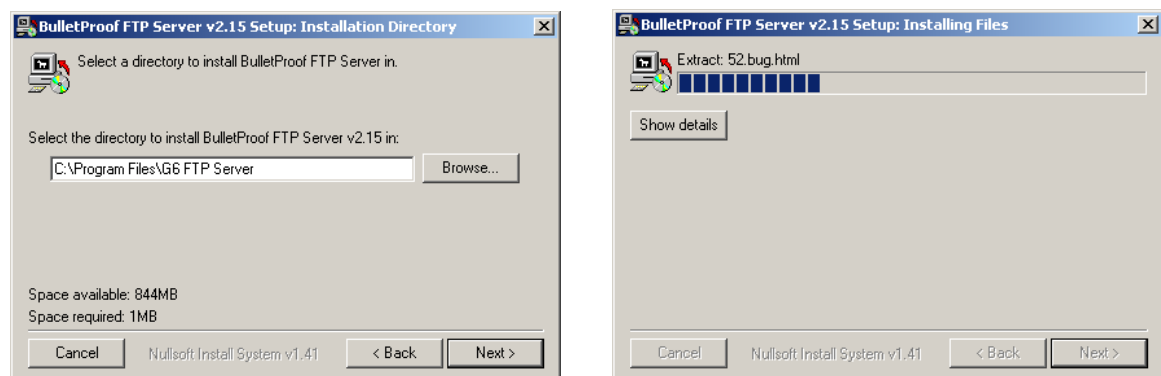 BulletProof FTP Server v2.15 Setup: Installation Directory
Select a directory to install BulletProof FTP Server in.
Select the directory to install BulletProof FTP Server v2.15 in:
C:\Program Files\G6 FTP Server
Browse...
Space available: 844MB
Space required: 1MB
Cancel
Nullsoft Install System v1.41
< Back
Next >
BulletProof FTP Server v2.15 Setup: Installing Files
Extract: 52.bug.html
Show details
Cancel
Nullsoft Install System v1.41
< Back
Next >